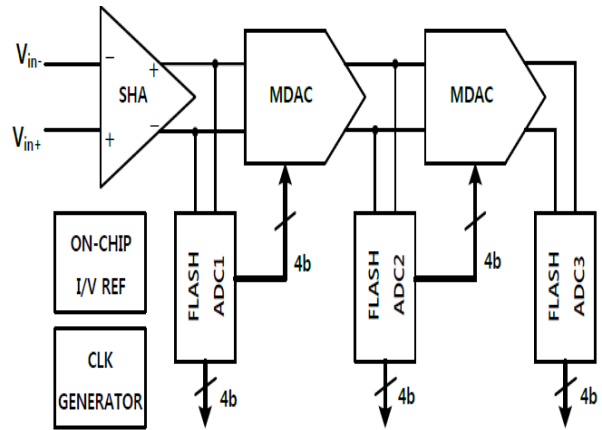 Vin-
Vin+
−
+
SHA
+
−
MDAC
MDAC
FLASH
ADC1
4b
4b
FLASH
ADC2
4b
4b
FLASH
ADC3
4b
ON-CHIP
I/V REF
CLK
GENERATOR